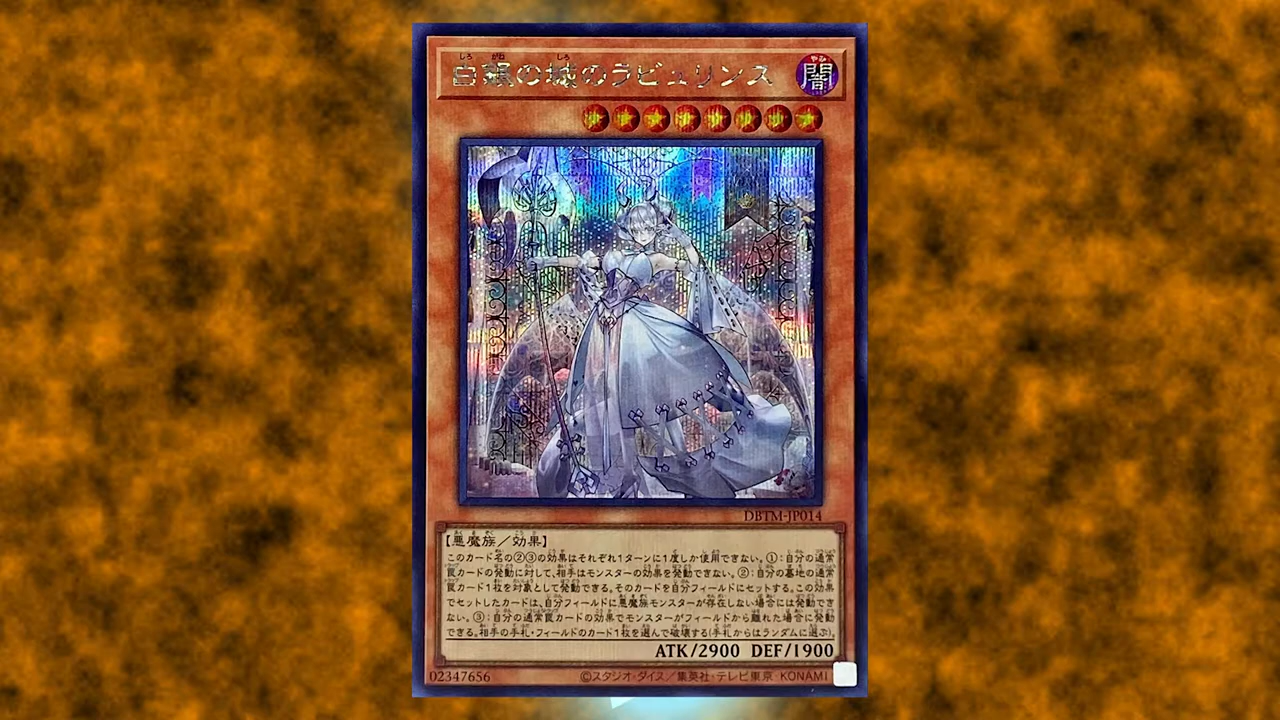 白銀の城のラビュリンス
闇
DBTM-JP014
【悪魔族／効果】
このカード名の②③の効果はそれぞれ1ターンに1度しか使用できない。①：自分の通常
罠カードの発動に対して、相手はモンスターの効果を発動できない。②：自分の墓地の通常
罠カード1枚を対象として発動できる。そのカードを自分フィールドにセットする。この効果
でセットしたカードは、自分フィールドに悪魔族モンスターが存在しない場合には発動でき
ない。③：自分の通常罠カードの効果でモンスターがフィールドから離れた場合に発動
できる。相手の手札・フィールドのカード1枚を選んで破壊する(手札からはランダムに選ぶ)。
ATK/2900 DEF/1900
02347656 ©スタジオ・ダイス／集英社・テレビ東京・KONAMI